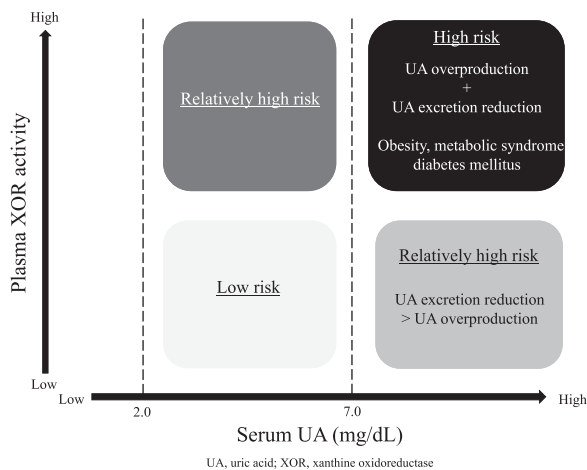 High
Plasma XOR activity
Low
Relatively high risk
High risk
UA overproduction
+
UA excretion reduction
Obesity, metabolic syndrome
diabetes mellitus
Low risk
Relatively high risk
UA excretion reduction
> UA overproduction
Low
High
2.0
7.0
Serum UA (mg/dL)
UA, uric acid; XOR, xanthine oxidoreductase